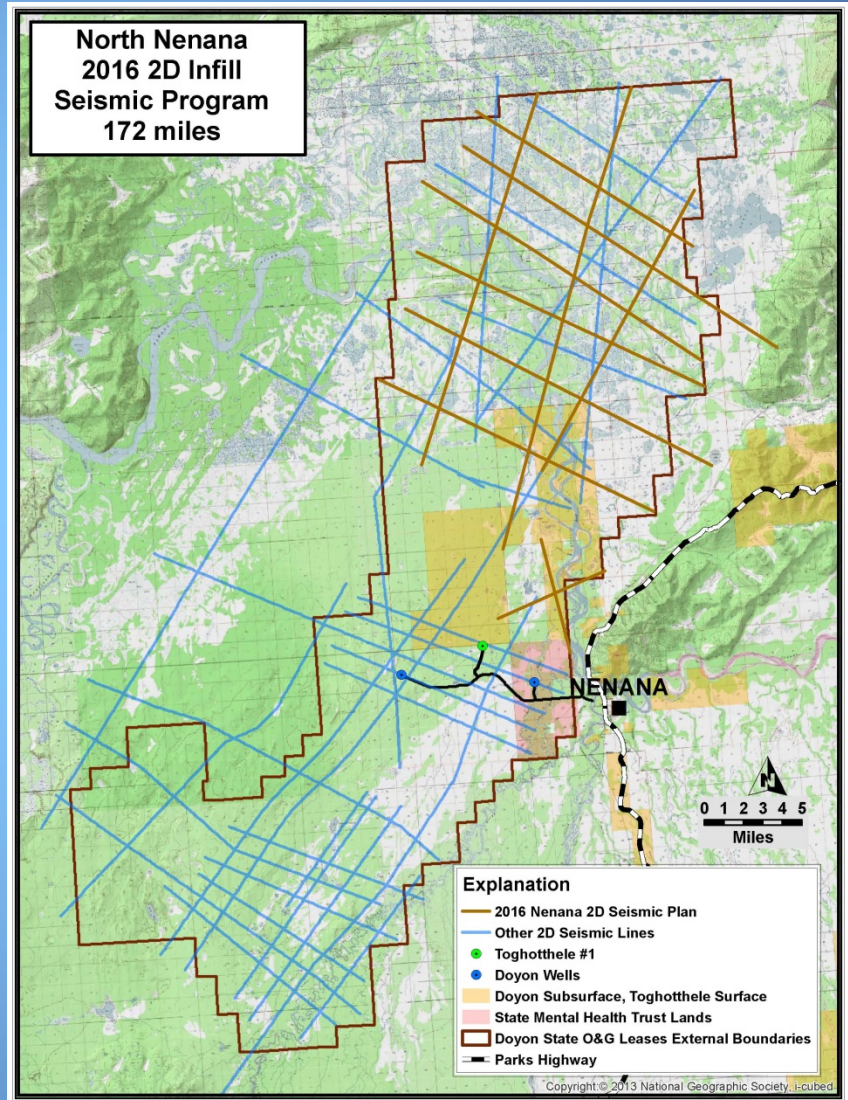 North Nenana
2016 2D Infill
Seismic Program
172 miles
NENANA
N
0 1 2 3 4 5
Miles
Explanation
2016 Nenana 2D Seismic Plan
Other 2D Seismic Lines
Toghotthele #1
Doyon Wells
Doyon Subsurface, Toghotthele Surface
State Mental Health Trust Lands
Doyon State O&G Leases External Boundaries
Parks Highway
Copyright:© 2013 National Geographic Society, i-cubed